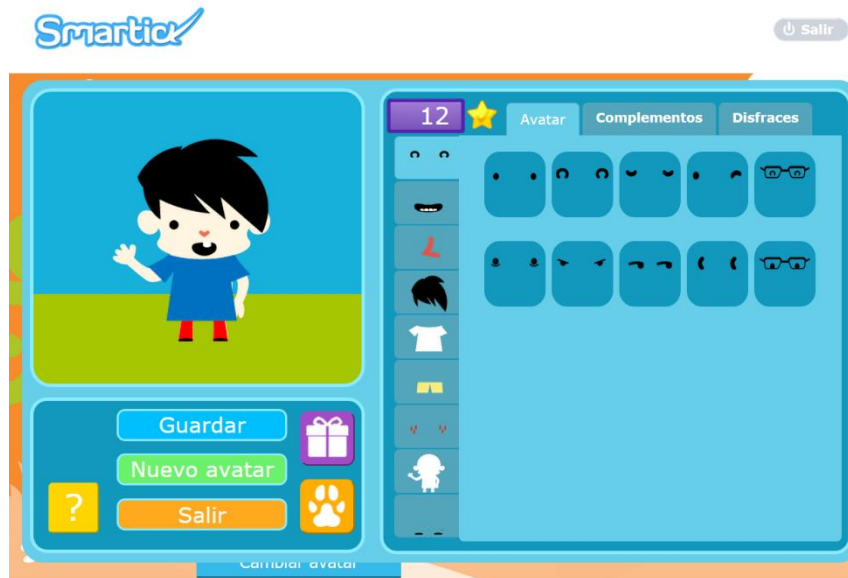 Smartick
Salir
12
Avatar
Complementos
Disfraces
Guardar
Nuevo avatar
?
Salir
Cambiar avatar